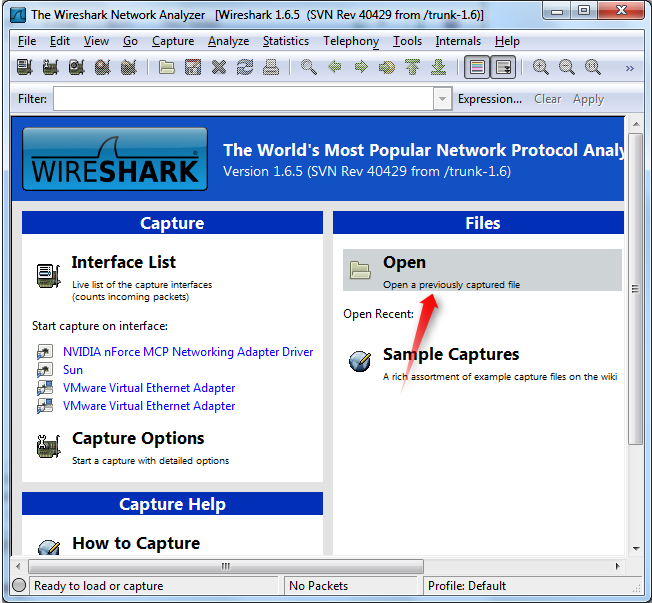 The Wireshark Network Analyzer [Wireshark 1.6.5 (SVN Rev 40429 from /trunk-1.6)]
File Edit View Go Capture Analyze Statistics Telephony Tools Internals Help
Filter: Expression... Clear Apply
WIRESHARK
The World's Most Popular Network Protocol Analy
Version 1.6.5 (SVN Rev 40429 from /trunk-1.6)
Capture
Interface List
Live list of the capture interfaces
(counts incoming packets)
Start capture on interface:
NVIDIA nForce MCP Networking Adapter Driver
Sun
VMware Virtual Ethernet Adapter
VMware Virtual Ethernet Adapter
Capture Options
Start a capture with detailed options
Capture Help
How to Capture
Files
Open
Open a previously captured file
Open Recent:
Sample Captures
A rich assortment of example capture files on the wiki
Ready to load or capture
No Packets
Profile: Default